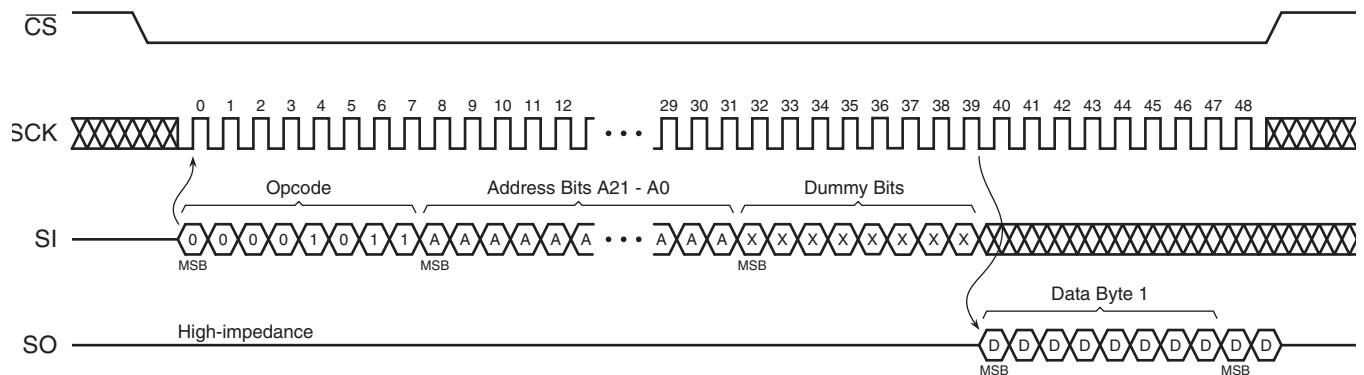 CS
0 1 2 3 4 5 6 7 8 9 10 11 12 29 30 31 32 33 34 35 36 37 38 39 40 41 42 43 44 45 46 47 48
SCK
Opcode Address Bits A21 - A0 Dummy Bits
SI 0 0 0 0 1 0 1 1 A A A A A A A A A X X X X X X X X
MSB MSB MSB
Data Byte 1
High-impedance
SO D D D D D D D D D D
MSB MSB